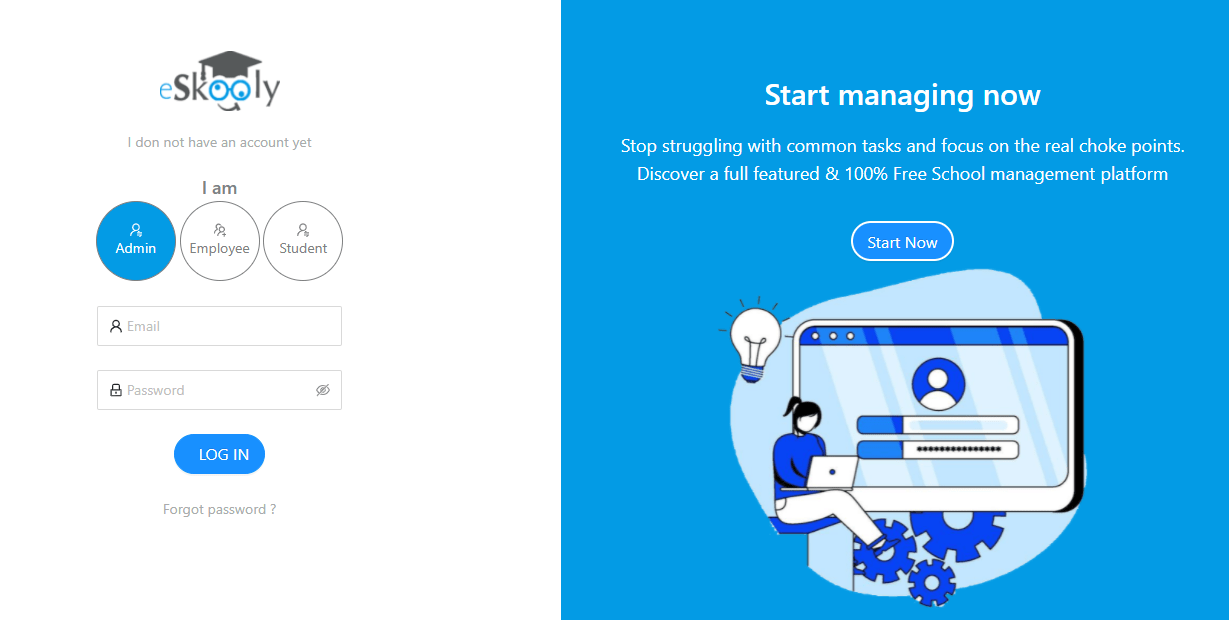 eSkooly
I don not have an account yet
I am
Admin
Employee
Student
Email
Password
LOG IN
Forgot password ?
Start managing now
Stop struggling with common tasks and focus on the real choke points.
Discover a full featured & 100% Free School management platform
Start Now